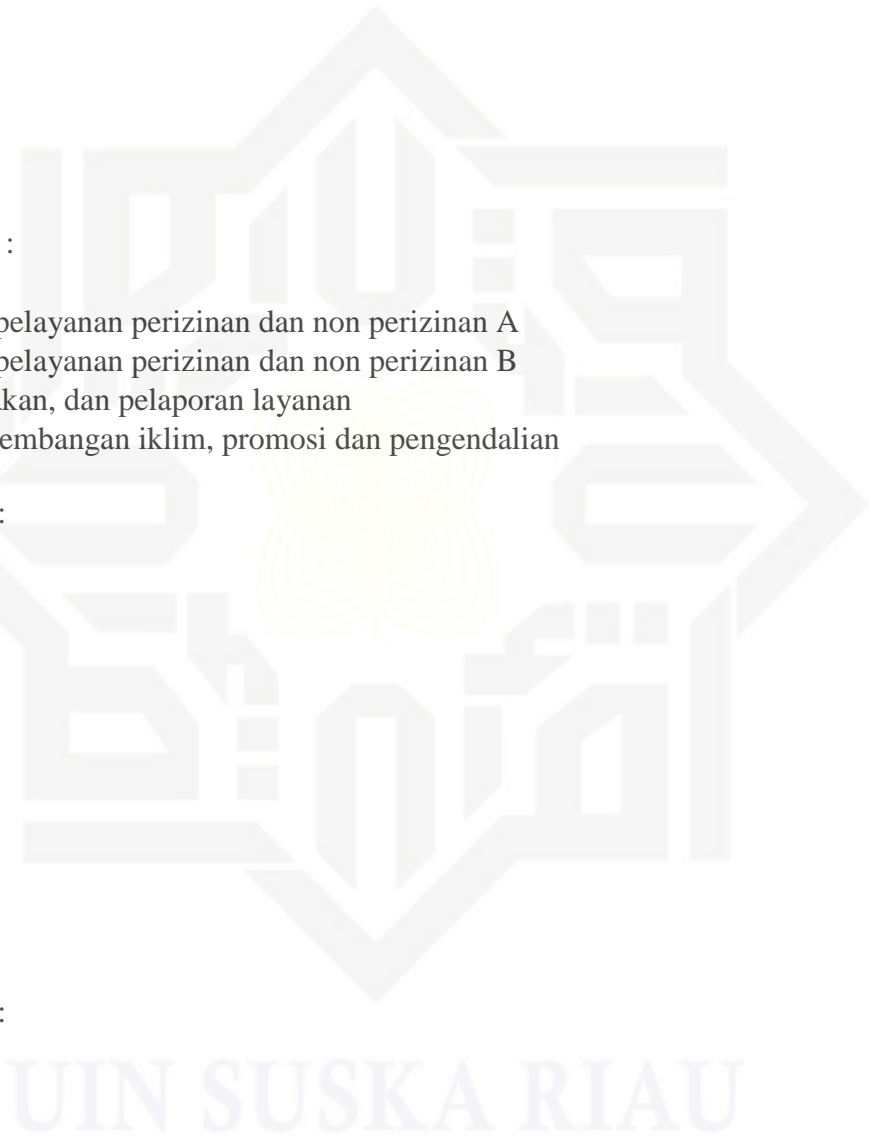 :
pelayanan perizinan dan non perizinan A
pelayanan perizinan dan non perizinan B
akan, dan pelaporan layanan
embangan iklim, promosi dan pengendalian
:
:
UIN SUSKA RIAU